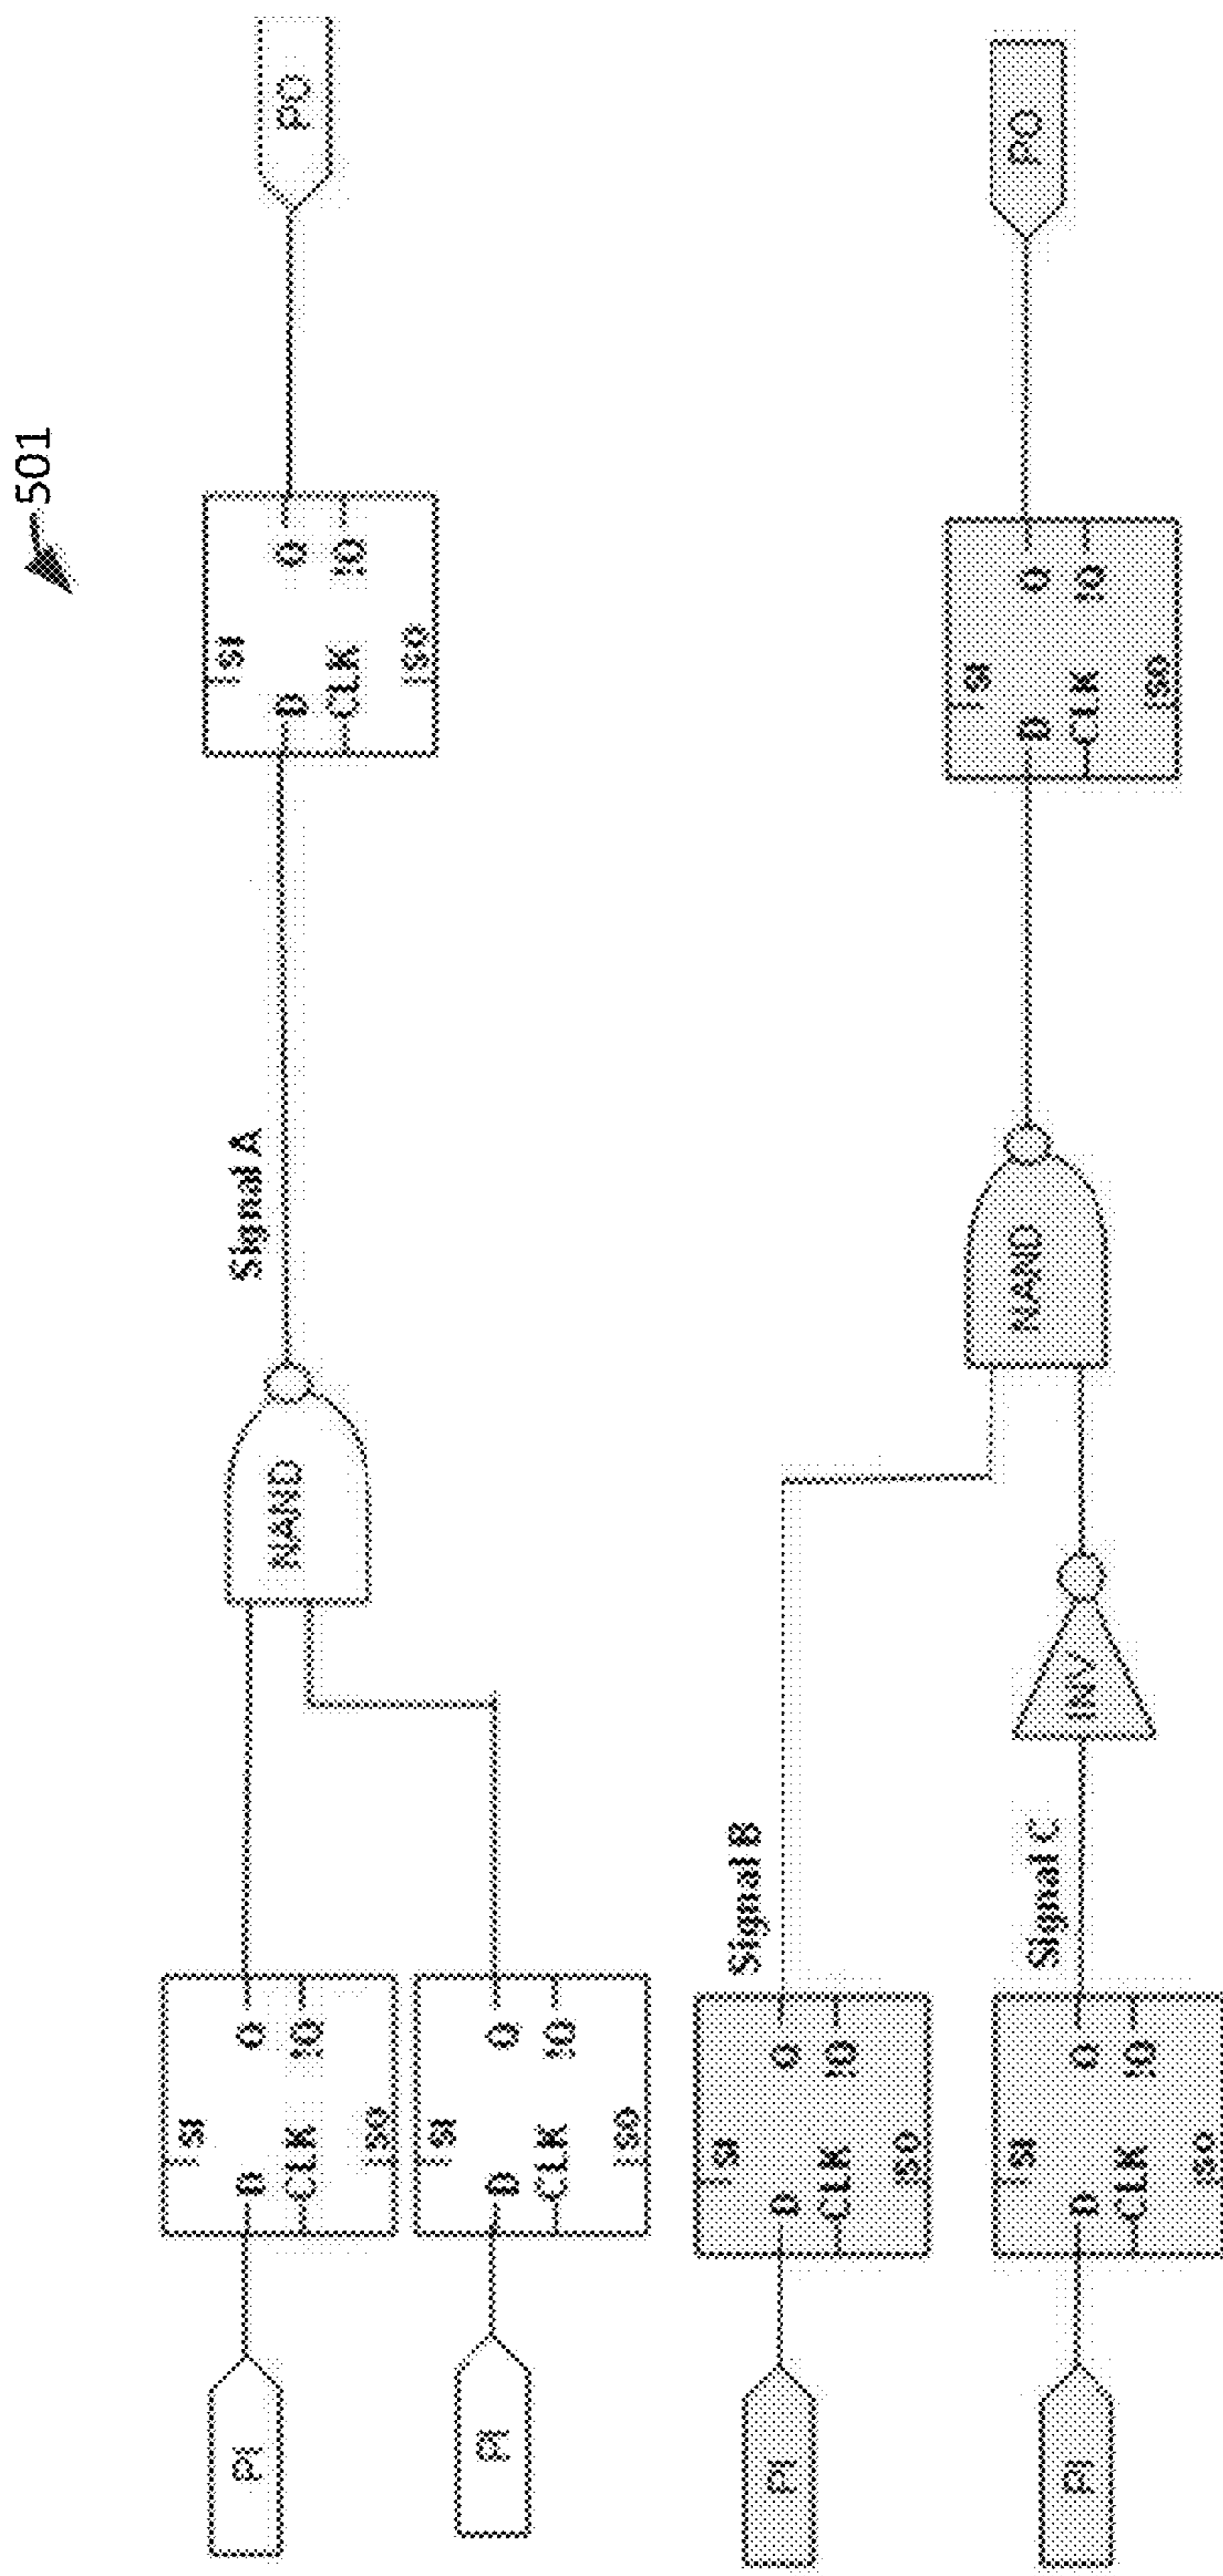 501
PI
D
SI
CLK
SO
Q
!Q
PI
D
SI
CLK
SO
Q
!Q
NAND
Signal A
D
SI
CLK
SO
Q
!Q
PO
PI
D
SI
CLK
SO
Q
!Q
Signal B
PI
D
SI
CLK
SO
Q
!Q
Signal C
INV
NAND
D
SI
CLK
SO
Q
!Q
PO